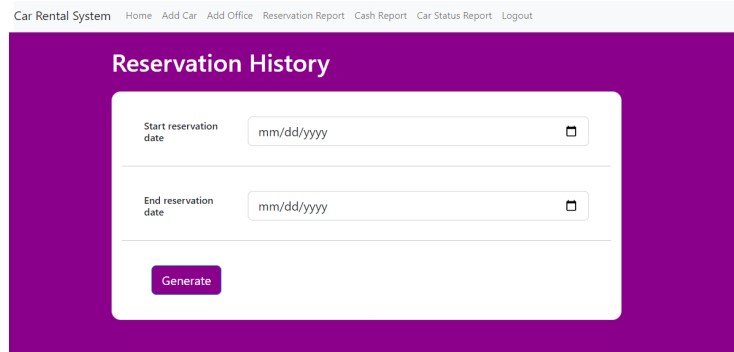 Car Rental System Home Add Car Add Office Reservation Report Cash Report Car Status Report Logout
Reservation History
Start reservation
date
mm/dd/yyyy
End reservation
date
mm/dd/yyyy
Generate